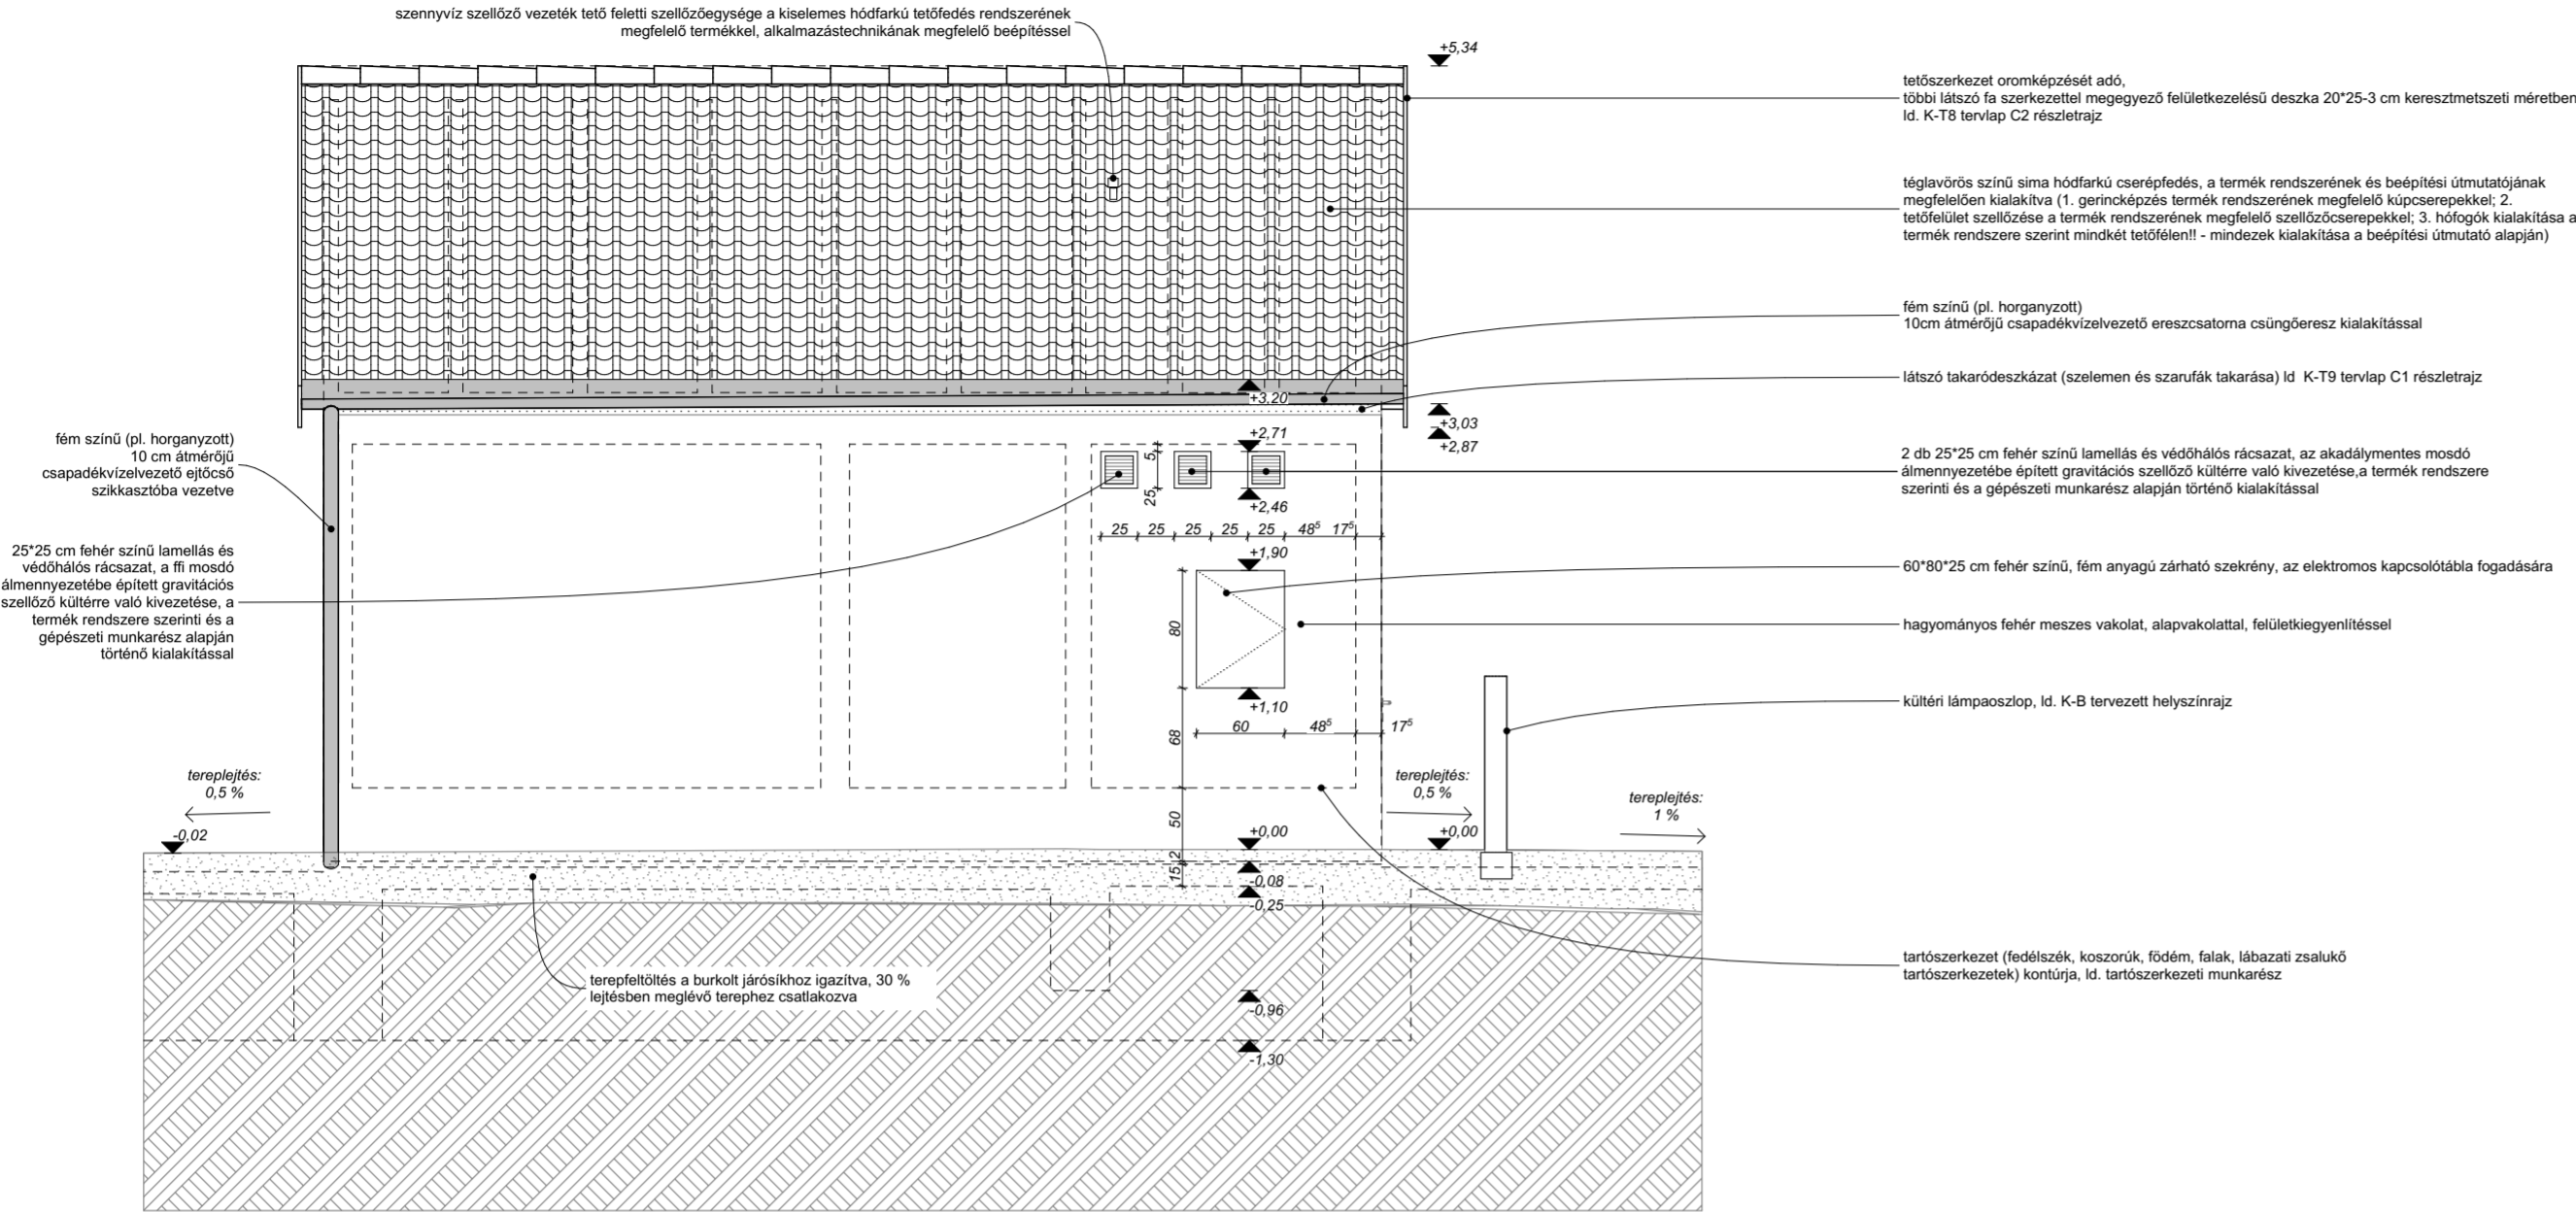 szennyvíz szellőző vezeték tető feletti szellőzőegysége a kiselemes hódfarkú tetőfedés rendszerének
megfelelő termékkel, alkalmazástechnikának megfelelő beépítéssel
+5,34
tetőszerkezet oromképzését adó,
többi látszó fa szerkezettel megegyező felületkezelésű deszka 20*25-3 cm keresztmetszeti méretben
ld. K-T8 tervlap C2 részletrajz
téglavörös színű sima hódfarkú cserépfedés, a termék rendszerének és beépítési útmutatójának
megfelelően kialakítva (1. gerincképzés termék rendszerének megfelelő kúpcserepekkel; 2.
tetőfelület szellőzése a termék rendszerének megfelelő szellőzőcserepekkel; 3. hófogók kialakítása a
termék rendszere szerint mindkét tetőfélen!! - mindezek kialakítása a beépítési útmutató alapján)
fém színű (pl. horganyzott)
10cm átmérőjű csapadékvízelvezető ereszcsatorna csüngőeresz kialakítással
látszó takaródeszkázat (szelemen és szarufák takarása) ld K-T9 tervlap C1 részletrajz
+3,20
+3,03
+2,87
fém színű (pl. horganyzott)
10 cm átmérőjű
csapadékvízelvezető ejtőcső
szikkasztóba vezetve
+2,71
5
25
+2,46
2 db 25*25 cm fehér színű lamellás és védőhálós rácsazat, az akadálymentes mosdó
álmennyezetébe épített gravitációs szellőző kültérre való kivezetése,a termék rendszere
szerinti és a gépészeti munkarész alapján történő kialakítással
25 25 25 25 25 48⁵ 17⁵
25*25 cm fehér színű lamellás és
védőhálós rácsazat, a ffi mosdó
álmennyezetébe épített gravitációs
szellőző kültérre való kivezetése, a
termék rendszere szerinti és a
gépészeti munkarész alapján
történő kialakítással
+1,90
60*80*25 cm fehér színű, fém anyagú zárható szekrény, az elektromos kapcsolótábla fogadására
80
hagyományos fehér meszes vakolat, alapvakolattal, felületkiegyenlítéssel
+1,10
kültéri lámpaoszlop, ld. K-B tervezett helyszínrajz
60 48⁵ 17⁵
68
tereplejtés:
0,5 %
tereplejtés:
0,5 %
tereplejtés:
1 %
50
-0,02
+0,00
+0,00
2
15
-0,08
-0,25
tartószerkezet (fedélszék, koszorúk, födém, falak, lábazati zsalukő
tartószerkezetek) kontúrja, ld. tartószerkezeti munkarész
terepfeltöltés a burkolt járósíkhoz igazítva, 30 %
lejtésben meglévő terephez csatlakozva
-0,96
-1,30